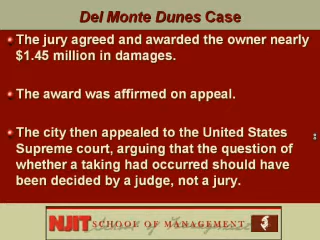 Del Monte Dunes Case
The jury agreed and awarded the owner nearly
$1.45 million in damages.
The award was affirmed on appeal.
The city then appealed to the United States
Supreme court, arguing that the question of
whether a taking had occurred should have
been decided by a judge, not a jury.
NJIT SCHOOL OF MANAGEMENT